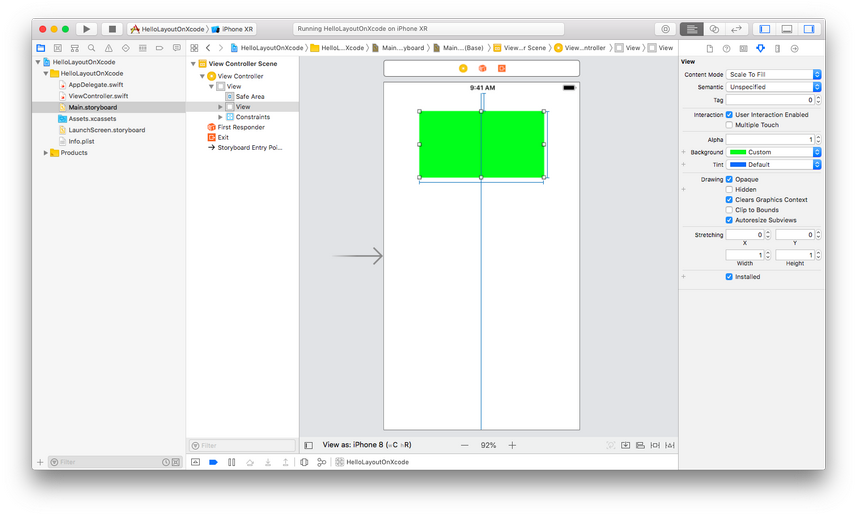 HelloLayoutOnXcode
iPhone XR
Running HelloLayoutOnXcode on iPhone XR
HelloLayoutOnXcode
HelloLayoutOnXcode
AppDelegate.swift
ViewController.swift
Main.storyboard
Assets.xcassets
LaunchScreen.storyboard
Info.plist
Products
Filter
View Controller Scene
View Controller
View
Safe Area
View
Constraints
First Responder
Exit
Storyboard Entry Poi...
Filter
HelloLayoutOnXcode
HelloL...Xcode
Main....yboard
Main....(Base)
View...r Scene
View...ntroller
View
View
9:41 AM
View as: iPhone 8 (wC hR)
92%
HelloLayoutOnXcode
View
Content Mode Scale To Fill
Semantic Unspecified
Tag 0
Interaction User Interaction Enabled
Multiple Touch
Alpha 1
+ Background Custom
+ Tint Default
Drawing Opaque
+ Hidden
Clears Graphics Context
Clip to Bounds
Autoresize Subviews
Stretching 0 0
X Y
1 1
Width Height
+ Installed